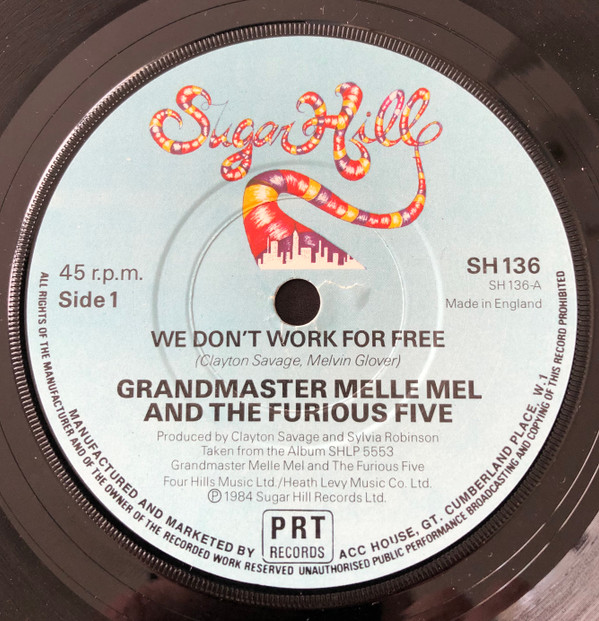 Sugar Hill
45 r.p.m.
Side 1
SH 136
SH 136-A
Made in England
WE DON'T WORK FOR FREE
(Clayton Savage, Melvin Glover)
GRANDMASTER MELLE MEL
AND THE FURIOUS FIVE
Produced by Clayton Savage and Sylvia Robinson
Taken from the Album SHLP 5553
Grandmaster Melle Mel and The Furious Five
Four Hills Music Ltd./Heath Levy Music Co. Ltd.
Ⓟ 1984 Sugar Hill Records Ltd.
PRT
RECORDS
MANUFACTURED AND MARKETED BY ACC HOUSE, GT. CUMBERLAND PLACE, W.1
ALL RIGHTS OF THE MANUFACTURER AND OF THE OWNER OF THE RECORDED WORK RESERVED UNAUTHORISED PUBLIC PERFORMANCE BROADCASTING AND COPYING OF THIS RECORD PROHIBITED